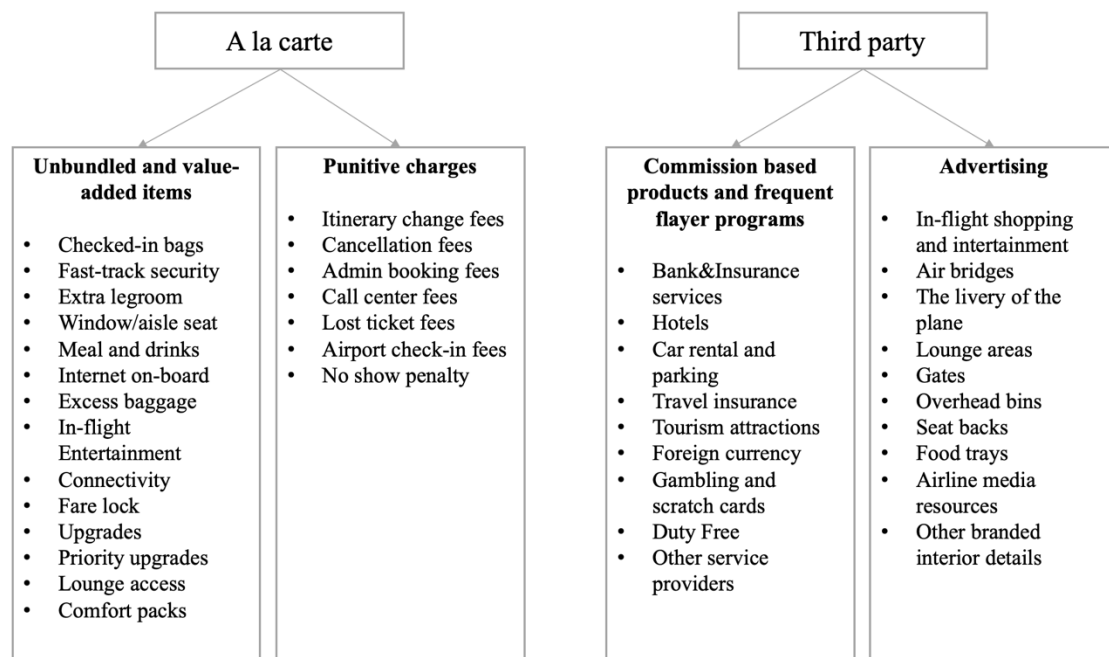 A la carte
Third party
Unbundled and value-
added items
• Checked-in bags
• Fast-track security
• Extra legroom
• Window/aisle seat
• Meal and drinks
• Internet on-board
• Excess baggage
• In-flight
Entertainment
• Connectivity
• Fare lock
• Upgrades
• Priority upgrades
• Lounge access
• Comfort packs
Punitive charges
• Itinerary change fees
• Cancellation fees
• Admin booking fees
• Call center fees
• Lost ticket fees
• Airport check-in fees
• No show penalty
Commission based
products and frequent
flayer programs
• Bank&Insurance
services
• Hotels
• Car rental and
parking
• Travel insurance
• Tourism attractions
• Foreign currency
• Gambling and
scratch cards
• Duty Free
• Other service
providers
Advertising
• In-flight shopping
and intertainment
• Air bridges
• The livery of the
plane
• Lounge areas
• Gates
• Overhead bins
• Seat backs
• Food trays
• Airline media
resources
• Other branded
interior details